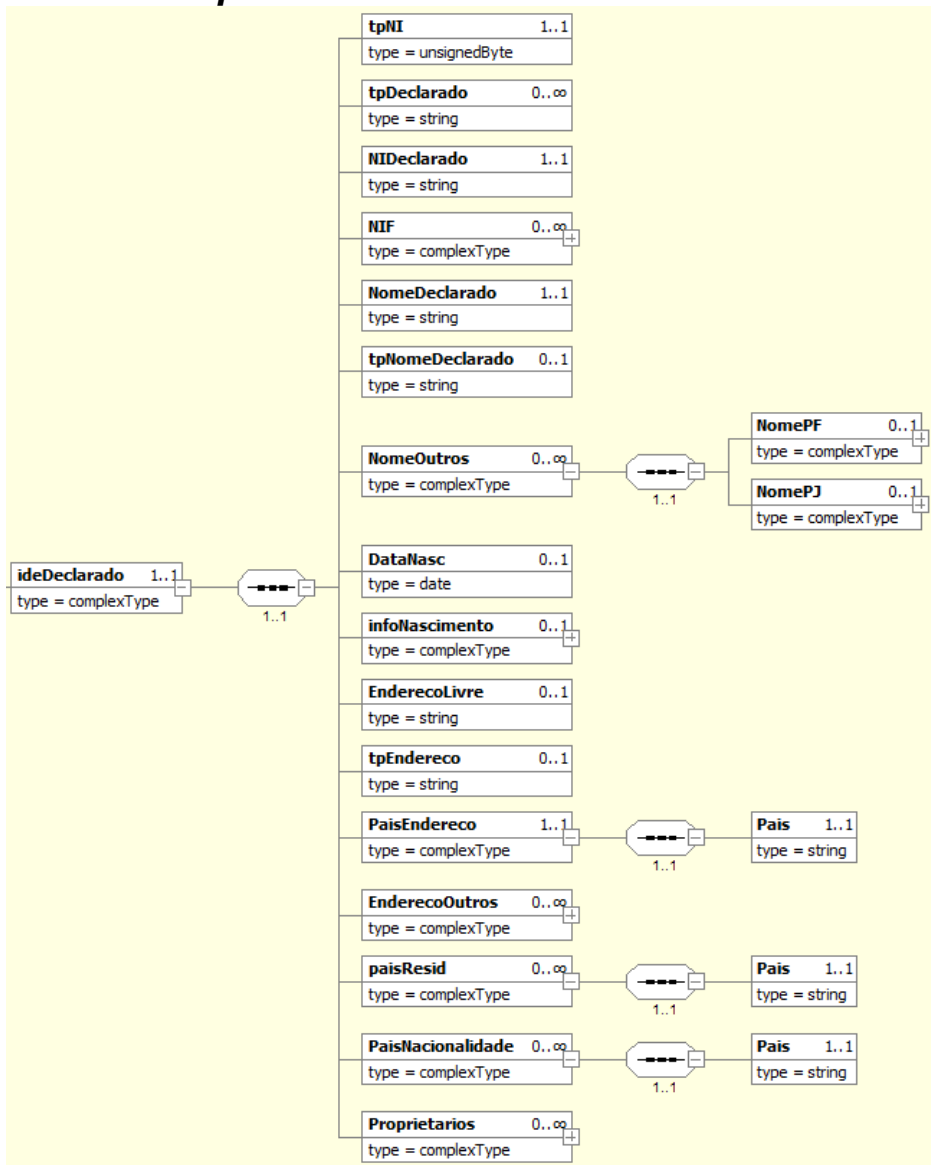 tpNI 1..1
type = unsignedByte
tpDeclarado 0..∞
type = string
NIDeclarado 1..1
type = string
NIF 0..∞
type = complexType
NomeDeclarado 1..1
type = string
tpNomeDeclarado 0..1
type = string
NomeOutros 0..∞
type = complexType
1..1
NomePF 0..1
type = complexType
NomePJ 0..1
type = complexType
ideDeclarado 1..1
type = complexType
1..1
DataNasc 0..1
type = date
infoNascimento 0..1
type = complexType
EnderecoLivre 0..1
type = string
tpEndereco 0..1
type = string
PaisEndereco 1..1
type = complexType
1..1
Pais 1..1
type = string
EnderecoOutros 0..∞
type = complexType
paisResid 0..∞
type = complexType
1..1
Pais 1..1
type = string
PaisNacionalidade 0..∞
type = complexType
1..1
Pais 1..1
type = string
Proprietarios 0..∞
type = complexType